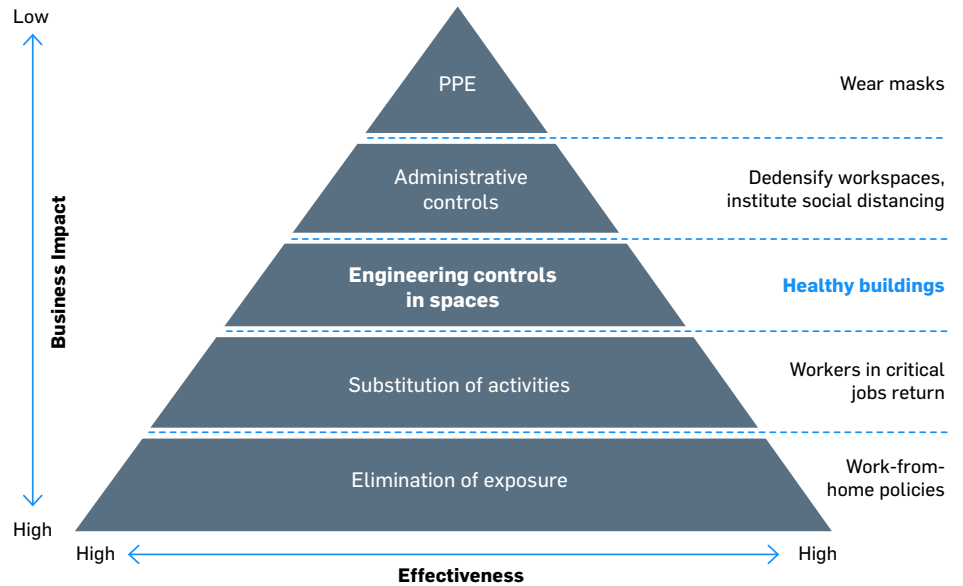 Low
PPE
Wear masks
Administrative
controls
Dedensify workspaces,
institute social distancing
Business Impact
Engineering controls
in spaces
Healthy buildings
Substitution of activities
Workers in critical
jobs return
Elimination of exposure
Work-from-
home policies
High
High
High
Effectiveness